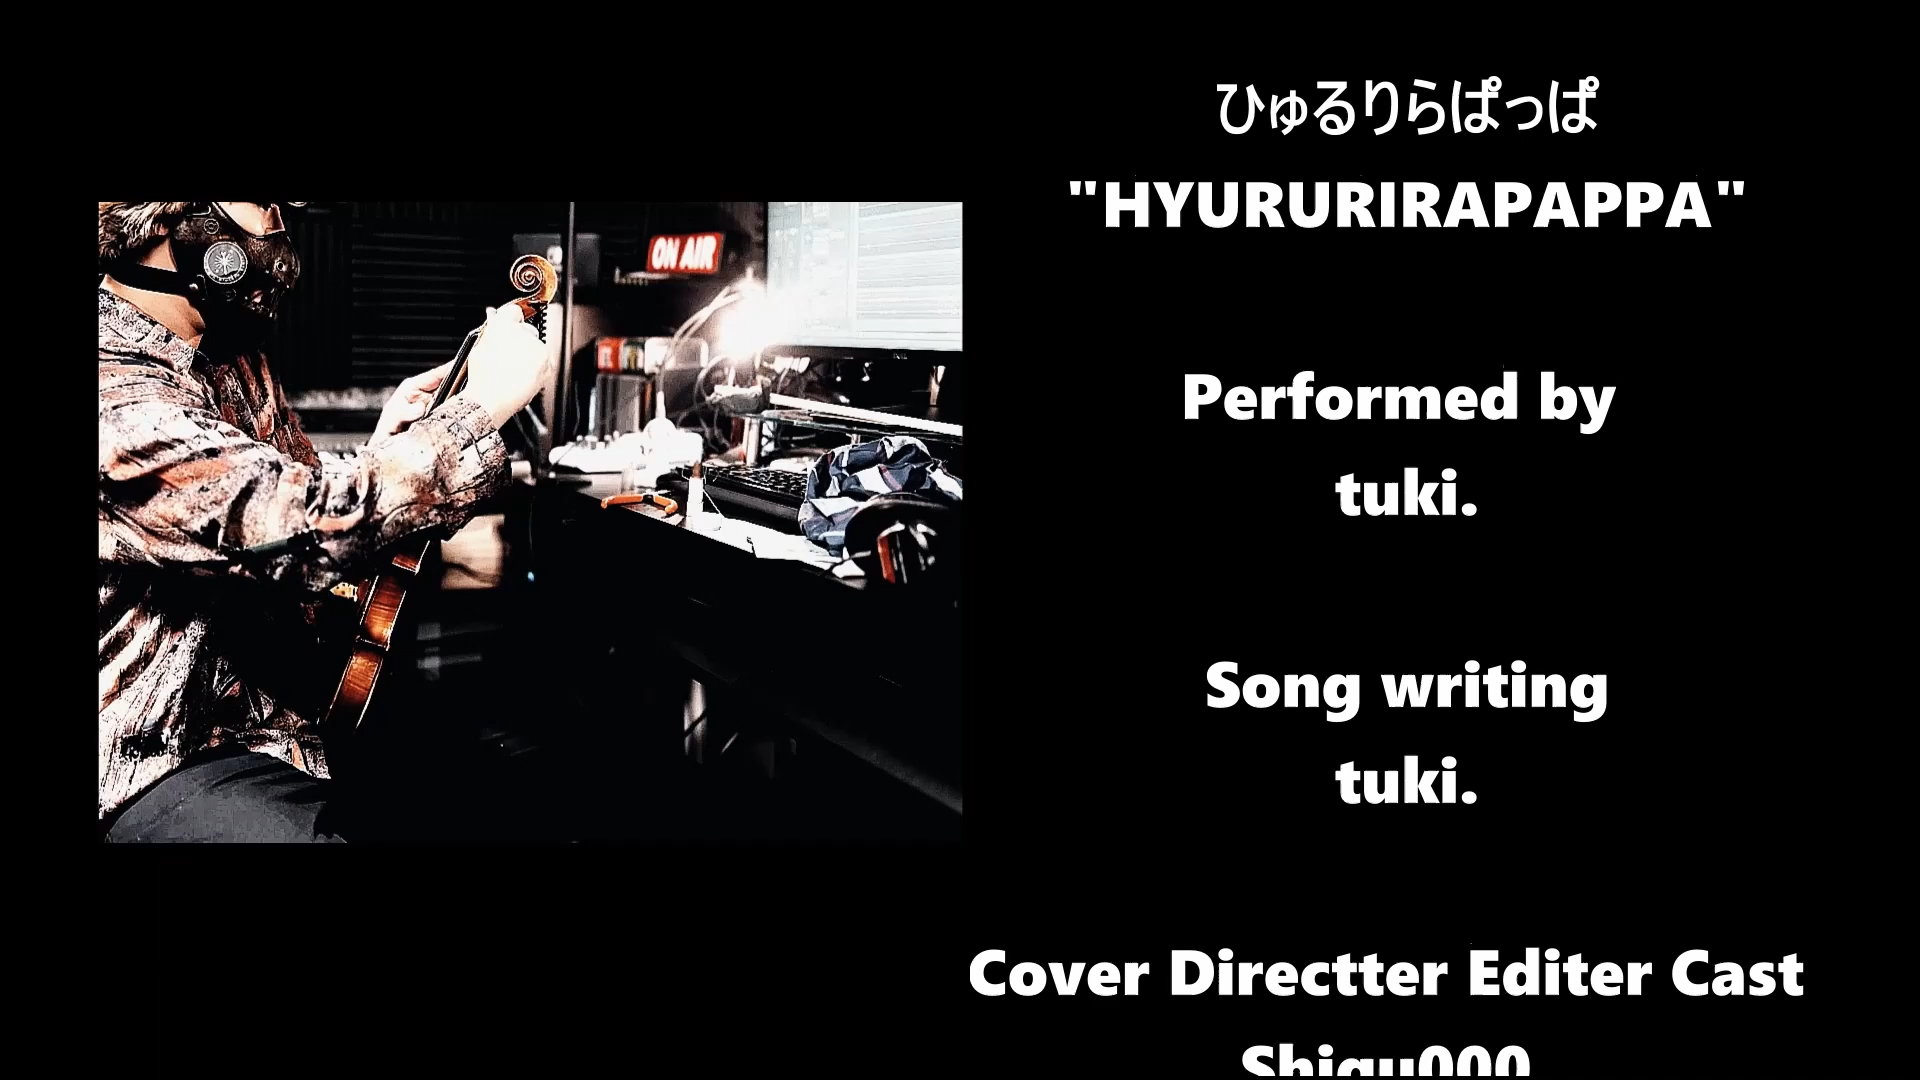 ON AIR
ひゅるりらぱっぱ
"HYURURIRAPAPPA"
Performed by
tuki.
Song writing
tuki.
Cover Directter Editer Cast
Shigu000